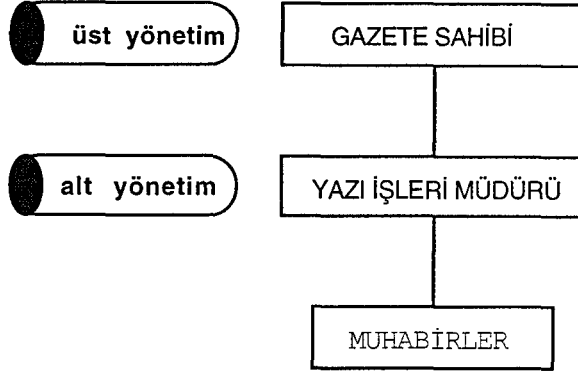 üst yönetim
GAZETE SAHİBİ
alt yönetim
YAZI İŞLERİ MÜDÜRÜ
MUHABİRLER